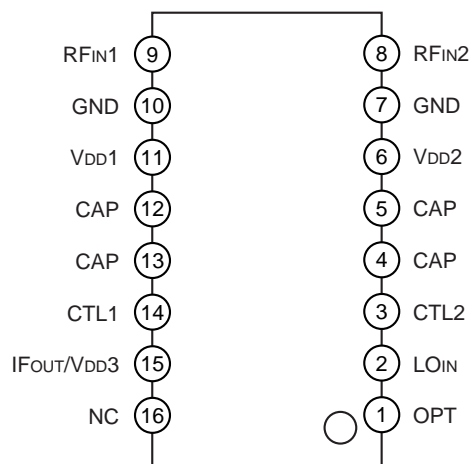 RFIN1 9 8 RFIN2
GND 10 7 GND
VDD1 11 6 VDD2
CAP 12 5 CAP
CAP 13 4 CAP
CTL1 14 3 CTL2
IFOUT/VDD3 15 2 LOIN
NC 16 1 OPT